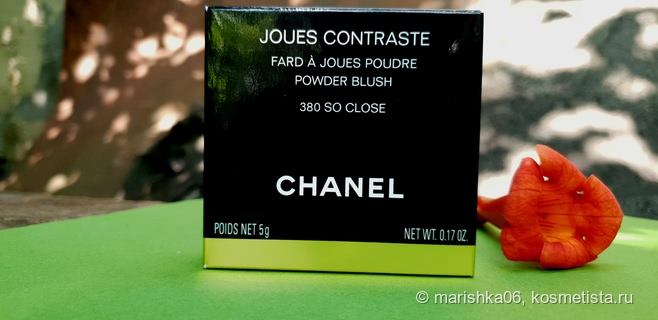 JOUES CONTRASTE
FARD À JOUES POUDRE
POWDER BLUSH
380 SO CLOSE
CHANEL
POIDS NET 5g NET WT. 0.17 OZ.
© marishka06, kosmetista.ru